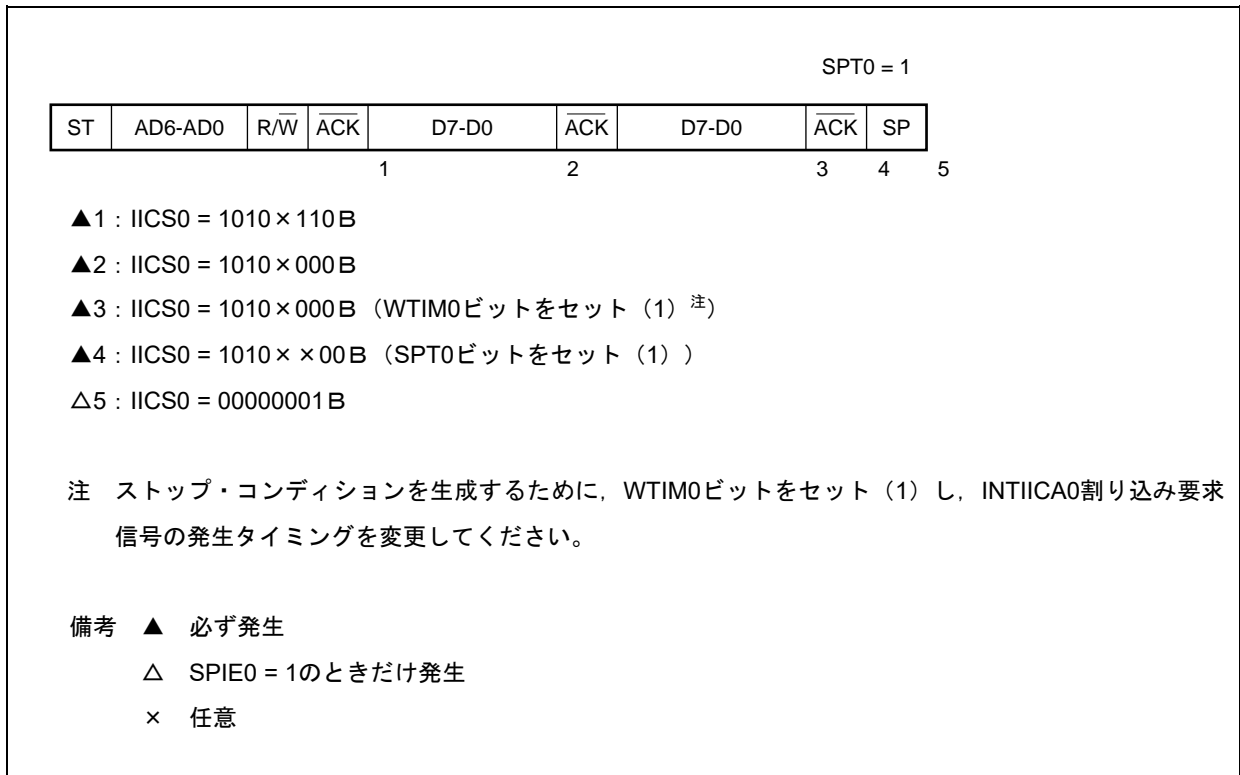 SPT0 = 1
ST AD6-AD0 R/W̅ A̅C̅K̅ D7-D0 A̅C̅K̅ D7-D0 A̅C̅K̅ SP
1 2 3 4 5
▲1：IICS0 = 1010×110B
▲2：IICS0 = 1010×000B
▲3：IICS0 = 1010×000B（WTIM0ビットをセット（1）注）
▲4：IICS0 = 1010××00B（SPT0ビットをセット（1））
△5：IICS0 = 00000001B
注 ストップ・コンディションを生成するために，WTIM0ビットをセット（1）し，INTIICA0割り込み要求
信号の発生タイミングを変更してください。
備考 ▲ 必ず発生
△ SPIE0 = 1のときだけ発生
× 任意